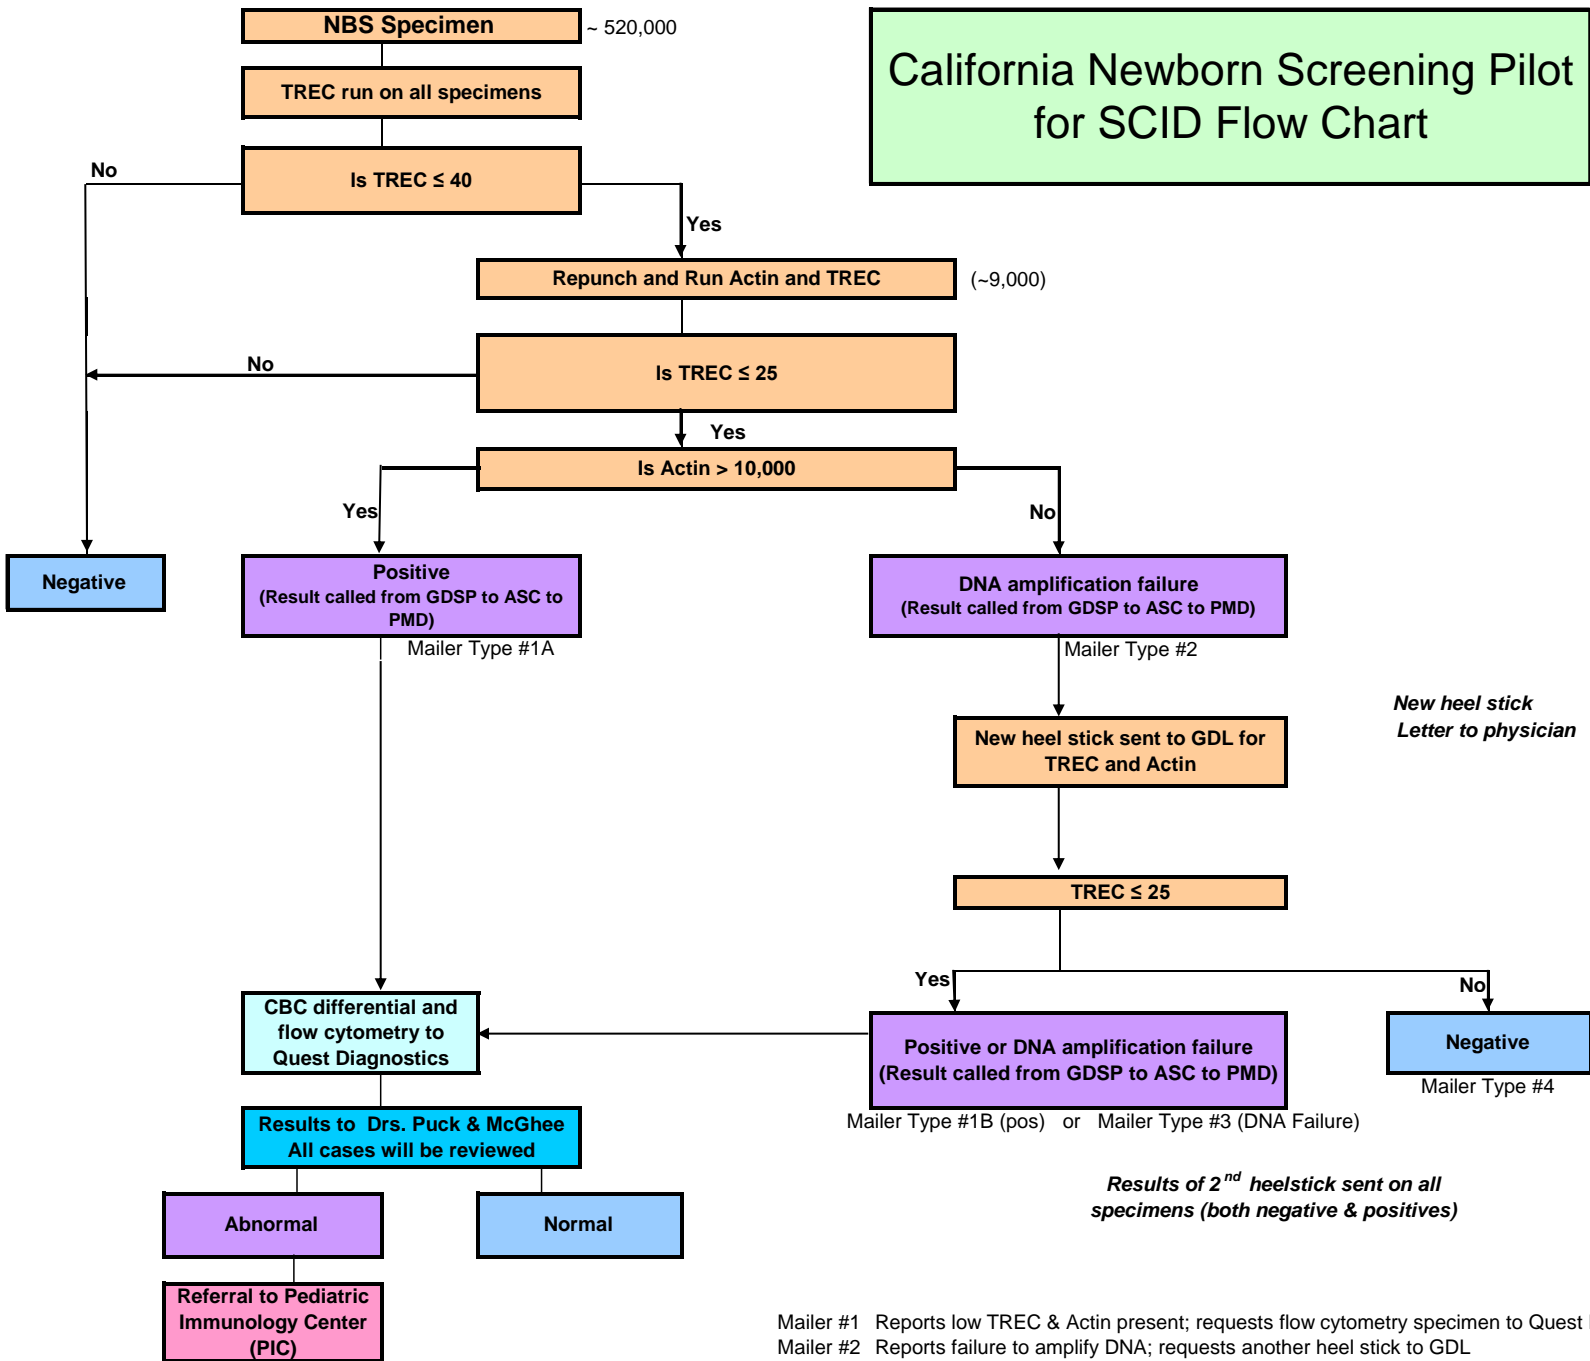 NBS Specimen
~ 520,000
California Newborn Screening Pilot
for SCID Flow Chart
TREC run on all specimens
Is TREC ≤ 40
No
Yes
Repunch and Run Actin and TREC
(~9,000)
Is TREC ≤ 25
No
Yes
Is Actin > 10,000
Yes
No
Negative
Positive
(Result called from GDSP to ASC to
PMD)
Mailer Type #1A
DNA amplification failure
(Result called from GDSP to ASC to PMD)
Mailer Type #2
New heel stick
Letter to physician
New heel stick sent to GDL for
TREC and Actin
TREC ≤ 25
Yes
No
CBC differential and
flow cytometry to
Quest Diagnostics
Positive or DNA amplification failure
(Result called from GDSP to ASC to PMD)
Mailer Type #1B (pos) or Mailer Type #3 (DNA Failure)
Negative
Mailer Type #4
Results to Drs. Puck & McGhee
All cases will be reviewed
Results of 2nd heelstick sent on all
specimens (both negative & positives)
Abnormal
Normal
Referral to Pediatric
Immunology Center
(PIC)
Mailer #1 Reports low TREC & Actin present; requests flow cytometry specimen to Quest
Mailer #2 Reports failure to amplify DNA; requests another heel stick to GDL